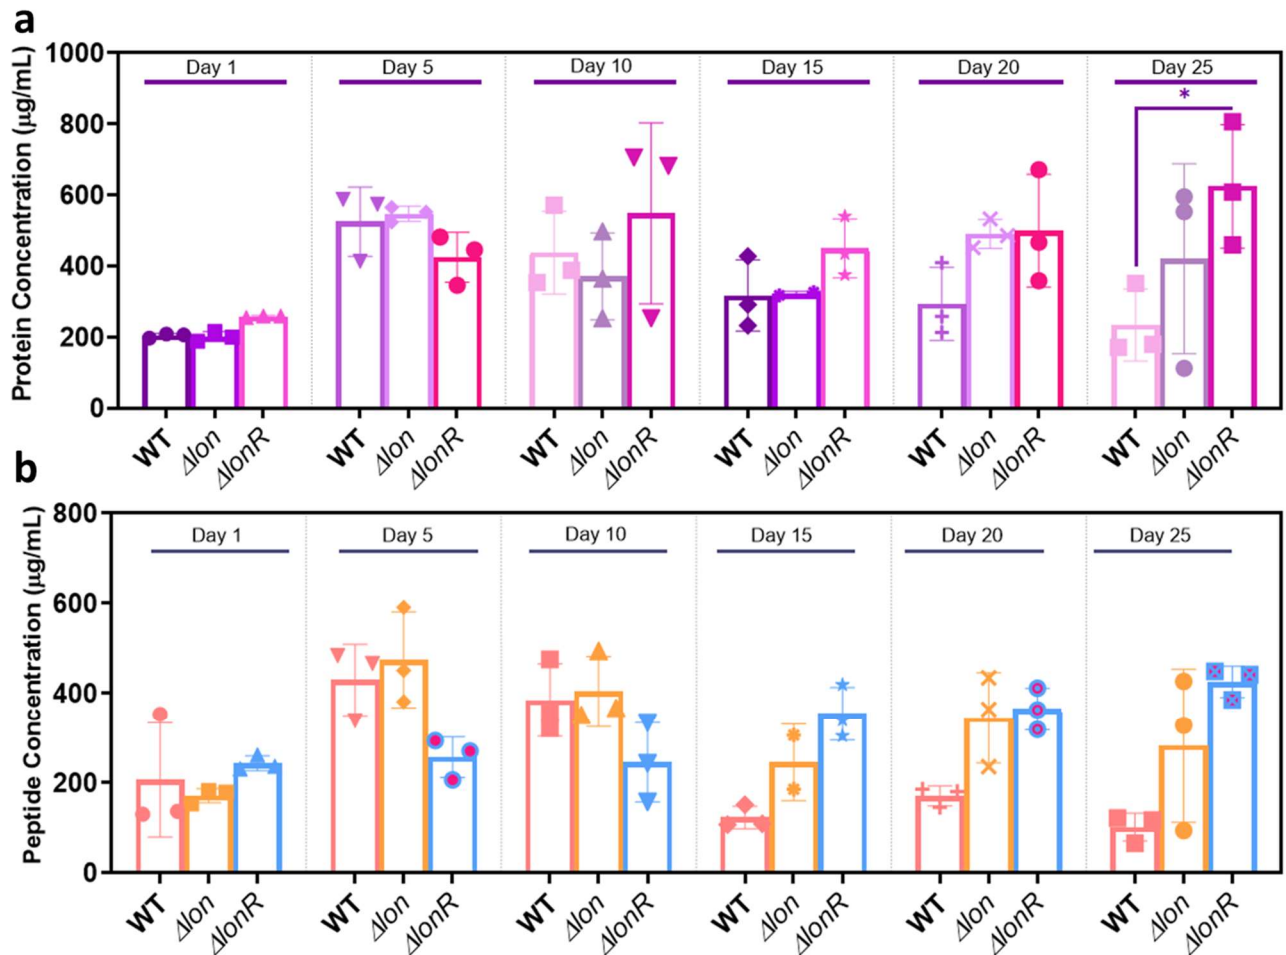 a
Protein Concentration (μg/mL)
1000
800
600
400
200
0
Day 1 Day 5 Day 10 Day 15 Day 20 Day 25
*
WT Δlon ΔlonR WT Δlon ΔlonR WT Δlon ΔlonR WT Δlon ΔlonR WT Δlon ΔlonR WT Δlon ΔlonR
b
Peptide Concentration (μg/mL)
800
600
400
200
0
Day 1 Day 5 Day 10 Day 15 Day 20 Day 25
WT Δlon ΔlonR WT Δlon ΔlonR WT Δlon ΔlonR WT Δlon ΔlonR WT Δlon ΔlonR WT Δlon ΔlonR